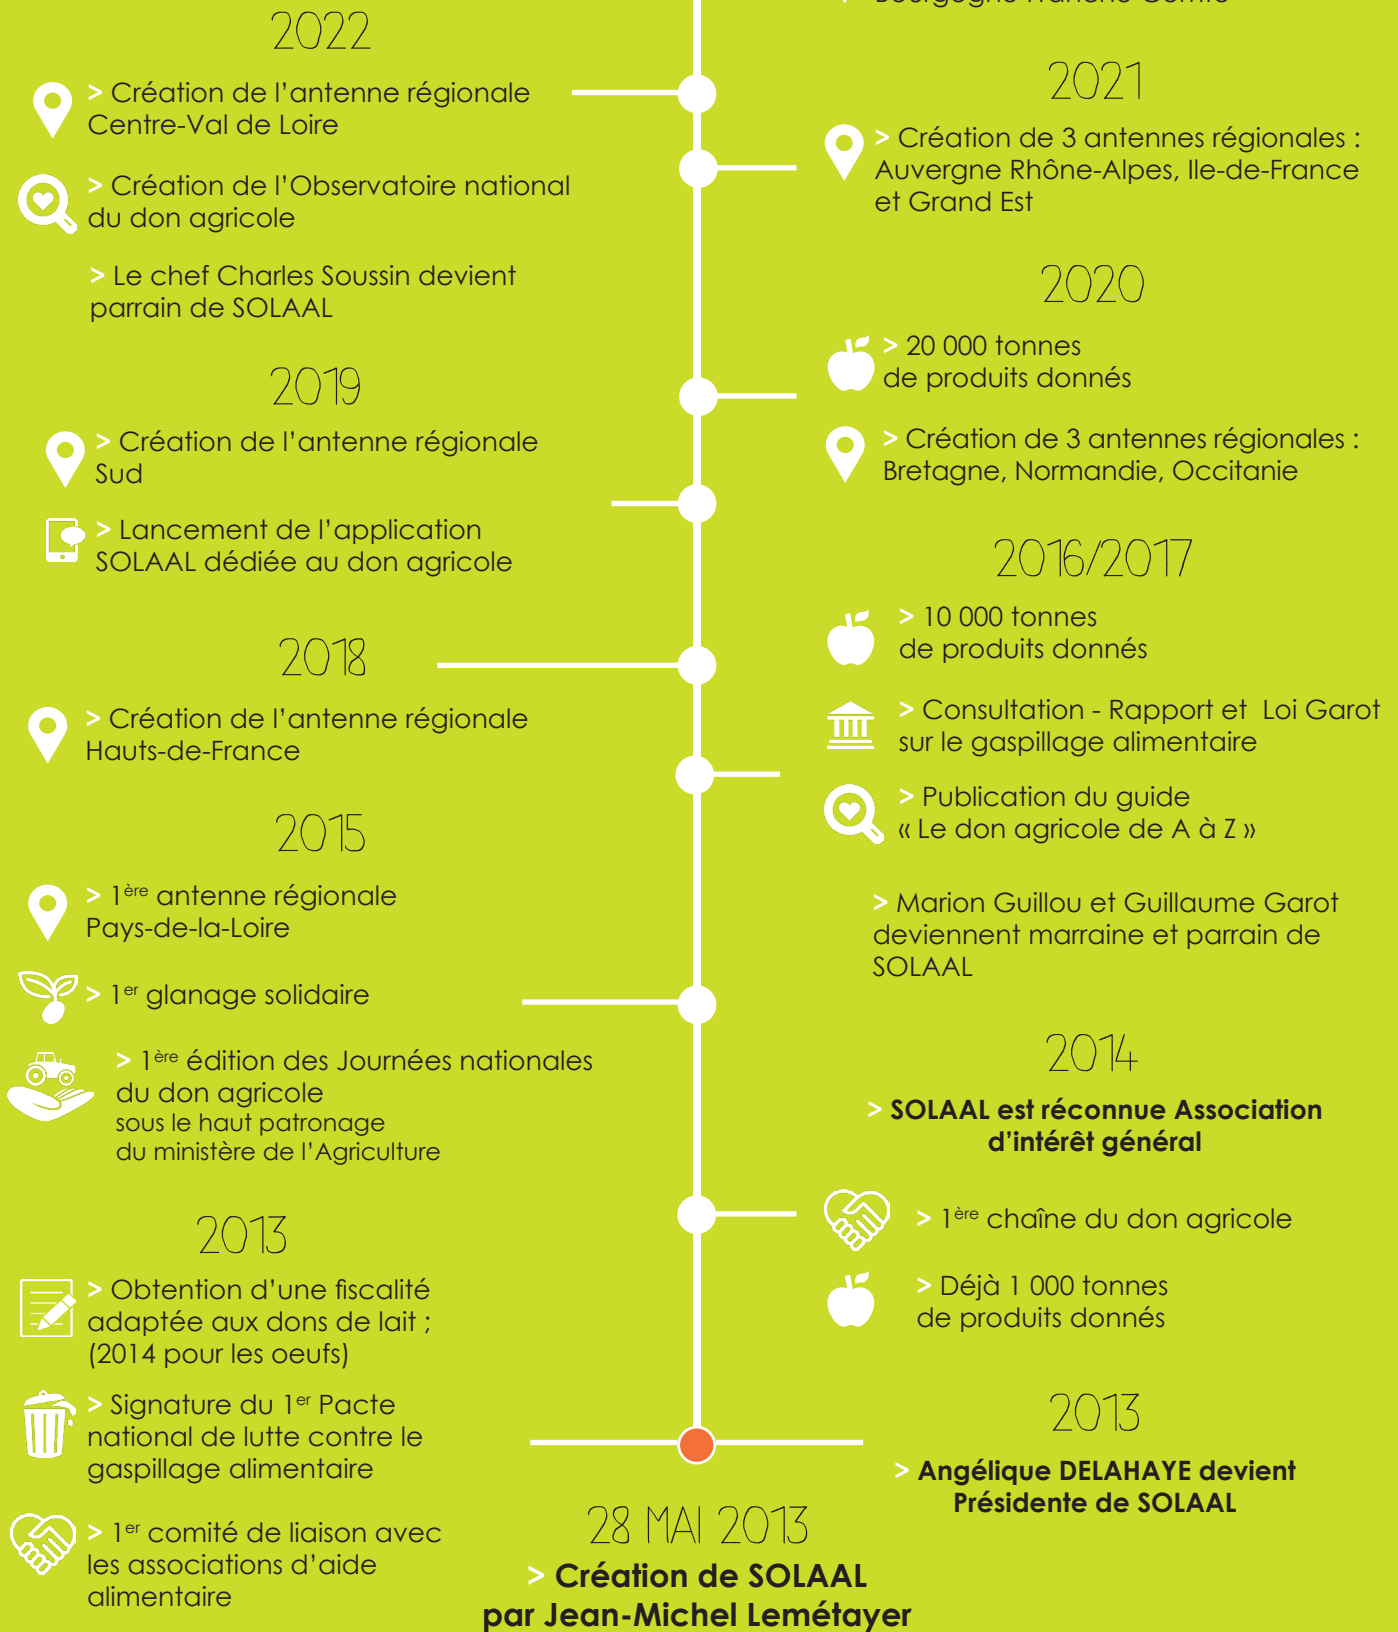 2022
> Création de l'antenne régionale
Centre-Val de Loire
> Création de l'Observatoire national
du don agricole
> Le chef Charles Soussin devient
parrain de SOLAAL
2021
> Création de 3 antennes régionales :
Auvergne Rhône-Alpes, Ile-de-France
et Grand Est
2020
> 20 000 tonnes
de produits donnés
> Création de 3 antennes régionales :
Bretagne, Normandie, Occitanie
2019
> Création de l'antenne régionale
Sud
> Lancement de l'application
SOLAAL dédiée au don agricole
2018
> Création de l'antenne régionale
Hauts-de-France
2016/2017
> 10 000 tonnes
de produits donnés
> Consultation - Rapport et Loi Garot
sur le gaspillage alimentaire
> Publication du guide
« Le don agricole de A à Z »
> Marion Guillou et Guillaume Garot
deviennent marraine et parrain de
SOLAAL
2015
> 1ère antenne régionale
Pays-de-la-Loire
> 1er glanage solidaire
> 1ère édition des Journées nationales
du don agricole
sous le haut patronage
du ministère de l'Agriculture
2014
> SOLAAL est réconnue Association
d'intérêt général
> 1ère chaîne du don agricole
> Déjà 1 000 tonnes
de produits donnés
2013
> Obtention d'une fiscalité
adaptée aux dons de lait ;
(2014 pour les oeufs)
> Signature du 1er Pacte
national de lutte contre le
gaspillage alimentaire
> 1er comité de liaison avec
les associations d'aide
alimentaire
2013
> Angélique DELAHAYE devient
Présidente de SOLAAL
28 MAI 2013
> Création de SOLAAL
par Jean-Michel Lemétayer